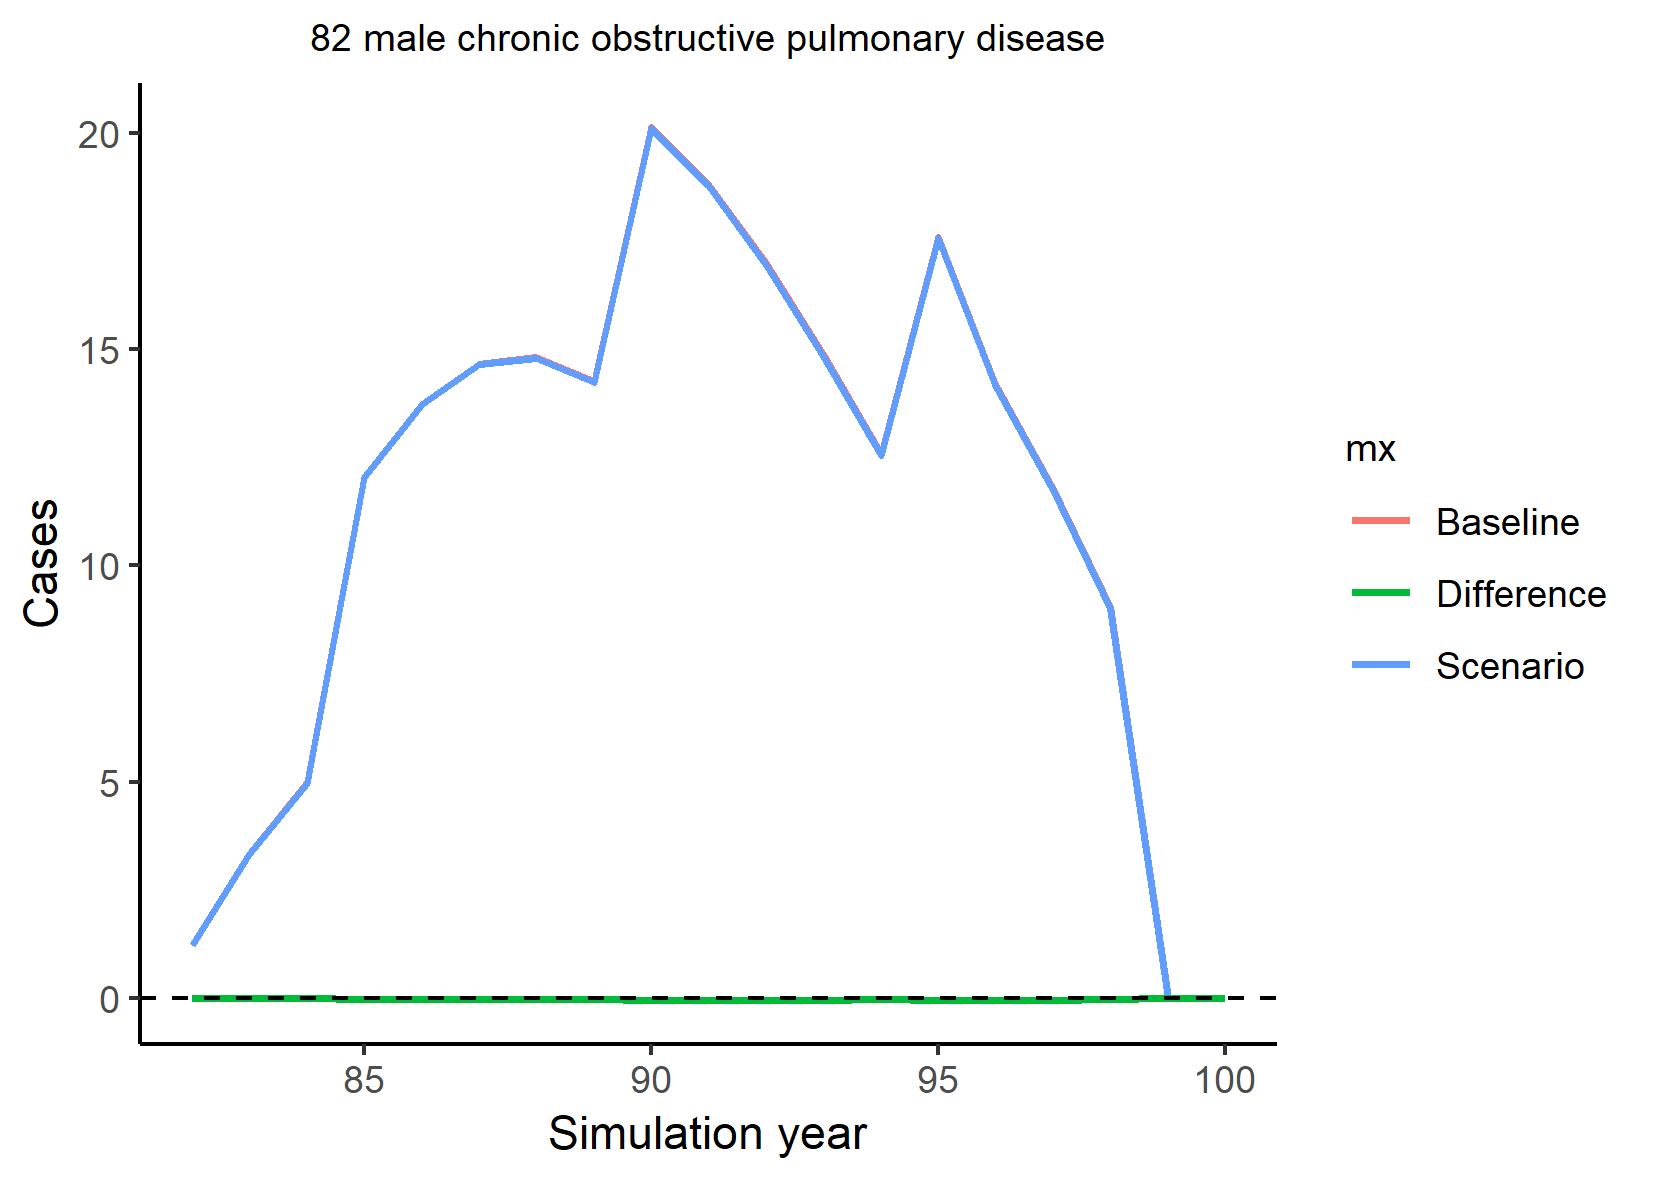 82 male chronic obstructive pulmonary disease
20
15
10
5
0
Cases
85 90 95 100
Simulation year
mx
Baseline
Difference
Scenario